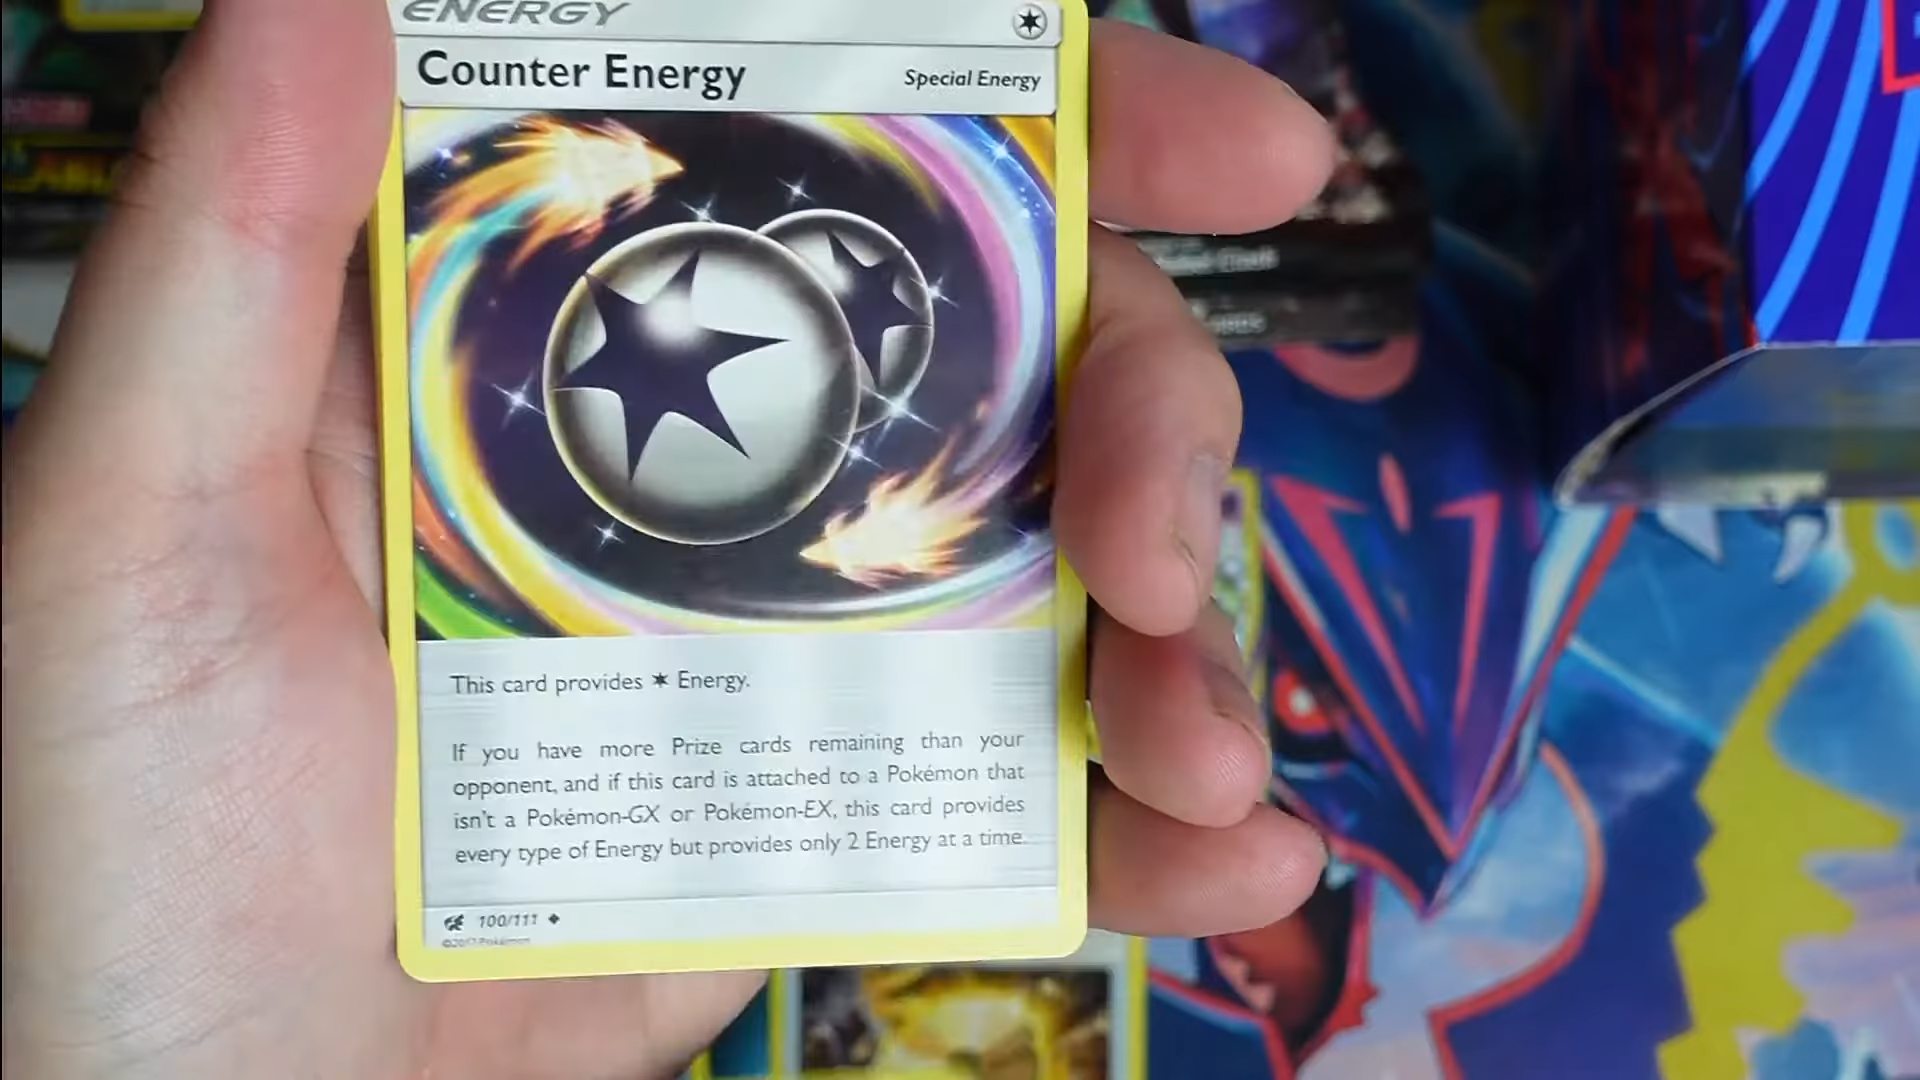 ENERGY
Counter Energy
Special Energy
This card provides Energy.
If you have more Prize cards remaining than your
opponent, and if this card is attached to a Pokémon that
isn't a Pokémon-GX or Pokémon-EX, this card provides
every type of Energy but provides only 2 Energy at a time.
100/111
©2017 Pokémon